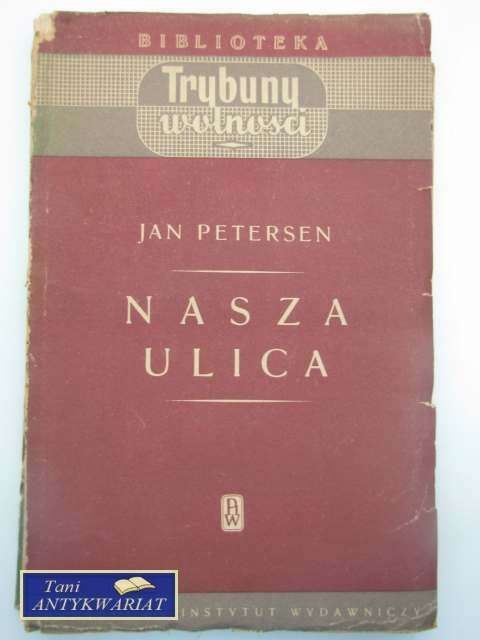 BIBLIOTEKA
Trybuny
wolności
JAN PETERSEN
NASZA
ULICA
PIW
INSTYTUT WYDAWNICZY
Tani
ANTYKWARIAT